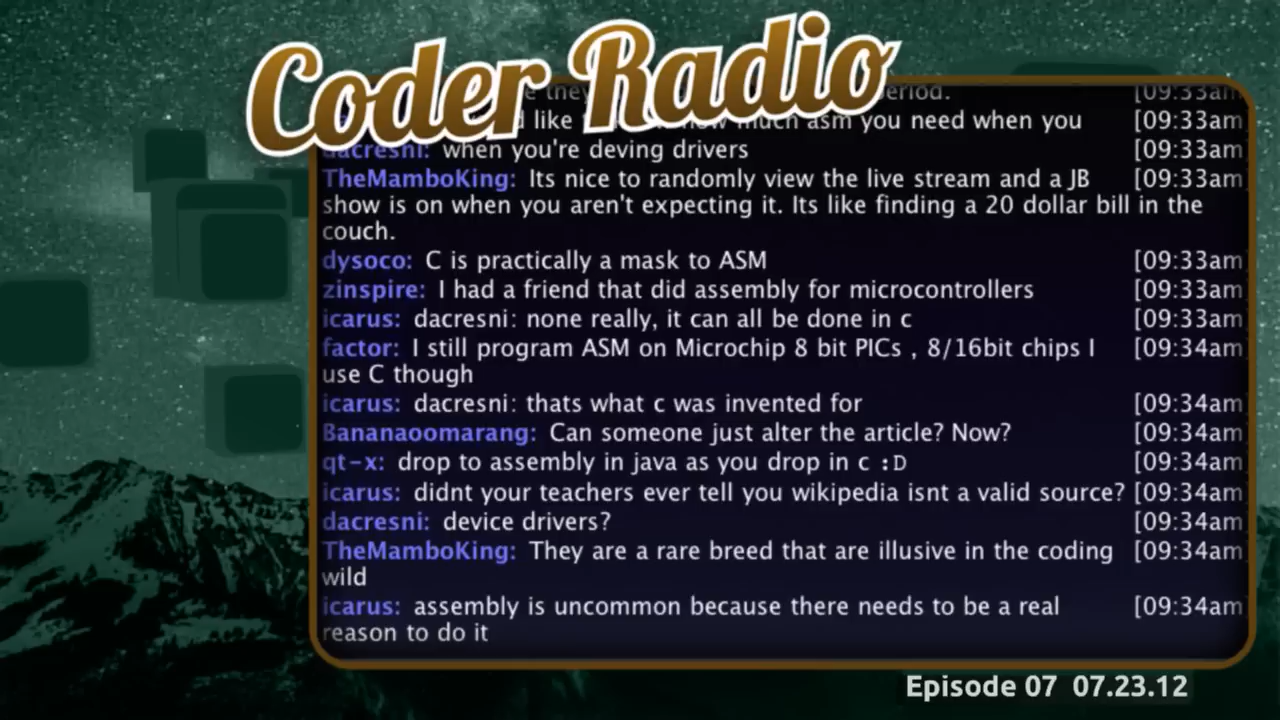 Coder Radio
they eriod. [09:33am
like much asm you need when you [09:33am
dacresni: when you're deving drivers [09:33am
TheMamboKing: Its nice to randomly view the live stream and a JB [09:33am
show is on when you aren't expecting it. Its like finding a 20 dollar bill in the
couch.
dysoco: C is practically a mask to ASM [09:33am
zinspire: I had a friend that did assembly for microcontrollers [09:33am
icarus: dacresni: none really, it can all be done in c [09:33am
factor: I still program ASM on Microchip 8 bit PICs , 8/16bit chips I [09:34am
use C though
icarus: dacresni: thats what c was invented for [09:34am
Bananaoomarang: Can someone just alter the article? Now? [09:34am
qt-x: drop to assembly in java as you drop in c :D [09:34am
icarus: didnt your teachers ever tell you wikipedia isnt a valid source? [09:34am
dacresni: device drivers? [09:34am
TheMamboKing: They are a rare breed that are illusive in the coding [09:34am
wild
icarus: assembly is uncommon because there needs to be a real [09:34am
reason to do it
Episode 07 07.23.12